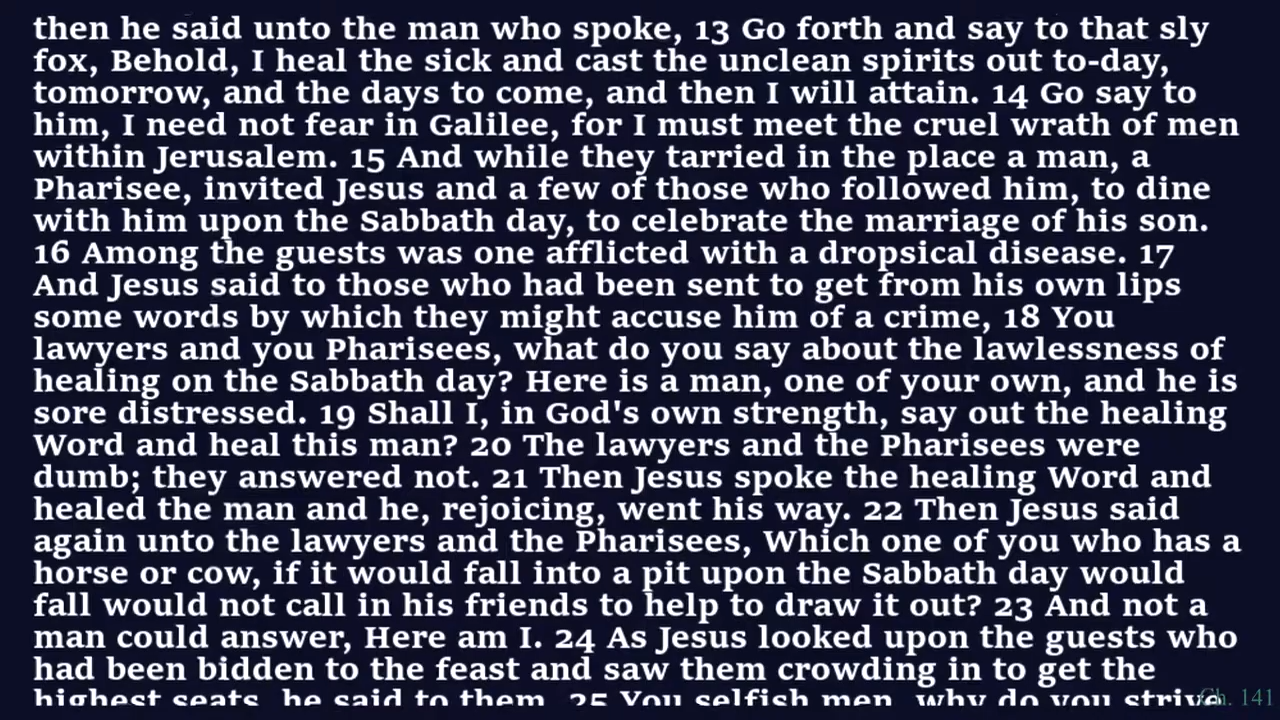 then he said unto the man who spoke, 13 Go forth and say to that sly
fox, Behold, I heal the sick and cast the unclean spirits out to-day,
tomorrow, and the days to come, and then I will attain. 14 Go say to
him, I need not fear in Galilee, for I must meet the cruel wrath of men
within Jerusalem. 15 And while they tarried in the place a man, a
Pharisee, invited Jesus and a few of those who followed him, to dine
with him upon the Sabbath day, to celebrate the marriage of his son.
16 Among the guests was one afflicted with a dropsical disease. 17
And Jesus said to those who had been sent to get from his own lips
some words by which they might accuse him of a crime, 18 You
lawyers and you Pharisees, what do you say about the lawlessness of
healing on the Sabbath day? Here is a man, one of your own, and he is
sore distressed. 19 Shall I, in God's own strength, say out the healing
Word and heal this man? 20 The lawyers and the Pharisees were
dumb; they answered not. 21 Then Jesus spoke the healing Word and
healed the man and he, rejoicing, went his way. 22 Then Jesus said
again unto the lawyers and the Pharisees, Which one of you who has a
horse or cow, if it would fall into a pit upon the Sabbath day would
fall would not call in his friends to help to draw it out? 23 And not a
man could answer, Here am I. 24 As Jesus looked upon the guests who
had been bidden to the feast and saw them crowding in to get the
highest seats, he said to them, 25 You selfish men, why do you strive
Ch. 141